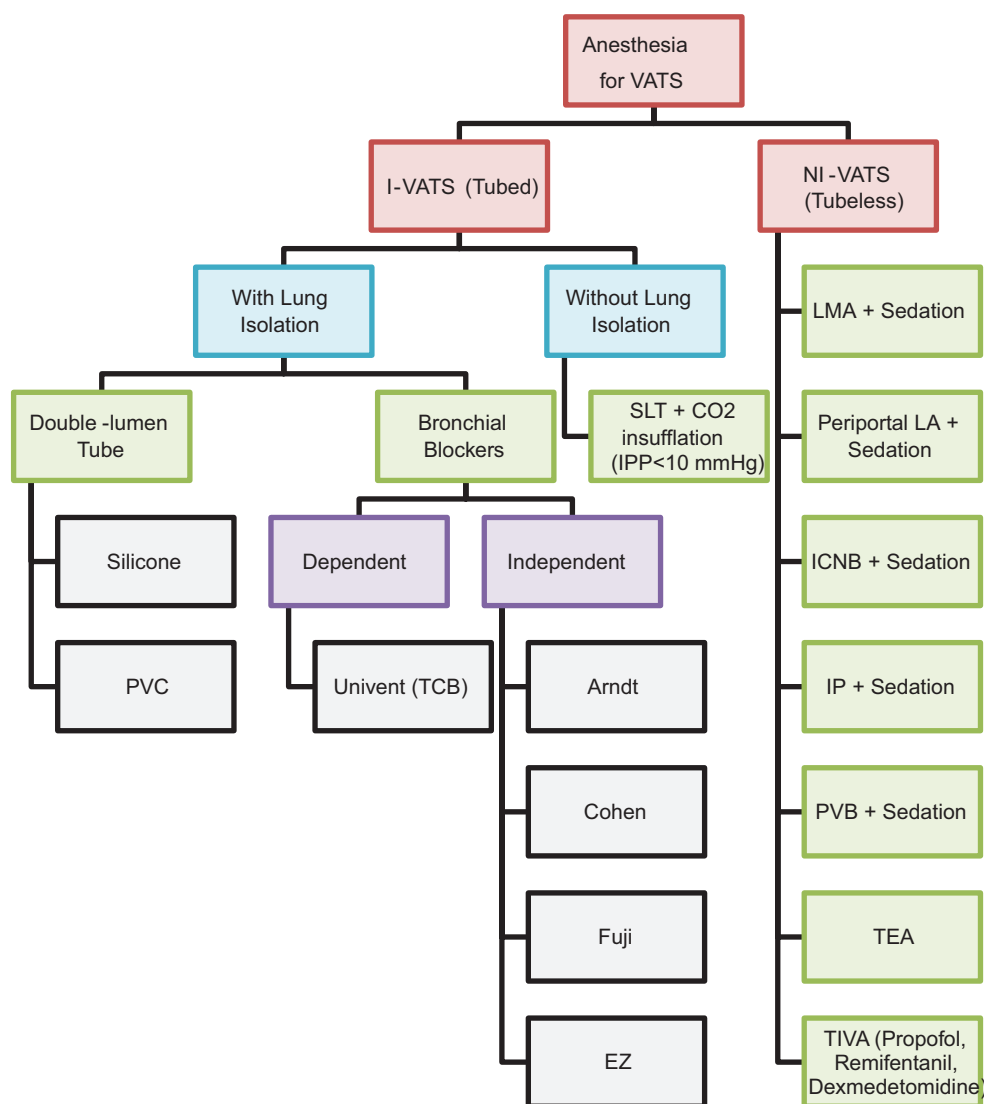 Anesthesia
for VATS
I-VATS (Tubed)
NI -VATS
(Tubeless)
With Lung
Isolation
Without Lung
Isolation
LMA + Sedation
Double -lumen
Tube
Bronchial
Blockers
SLT + CO2
insufflation
(IPP<10 mmHg)
Periportal LA +
Sedation
Silicone
Dependent
Independent
ICNB + Sedation
PVC
Univent (TCB)
Arndt
IP + Sedation
Cohen
PVB + Sedation
Fuji
TEA
EZ
TIVA (Propofol,
Remifentanil,
Dexmedetomidine)